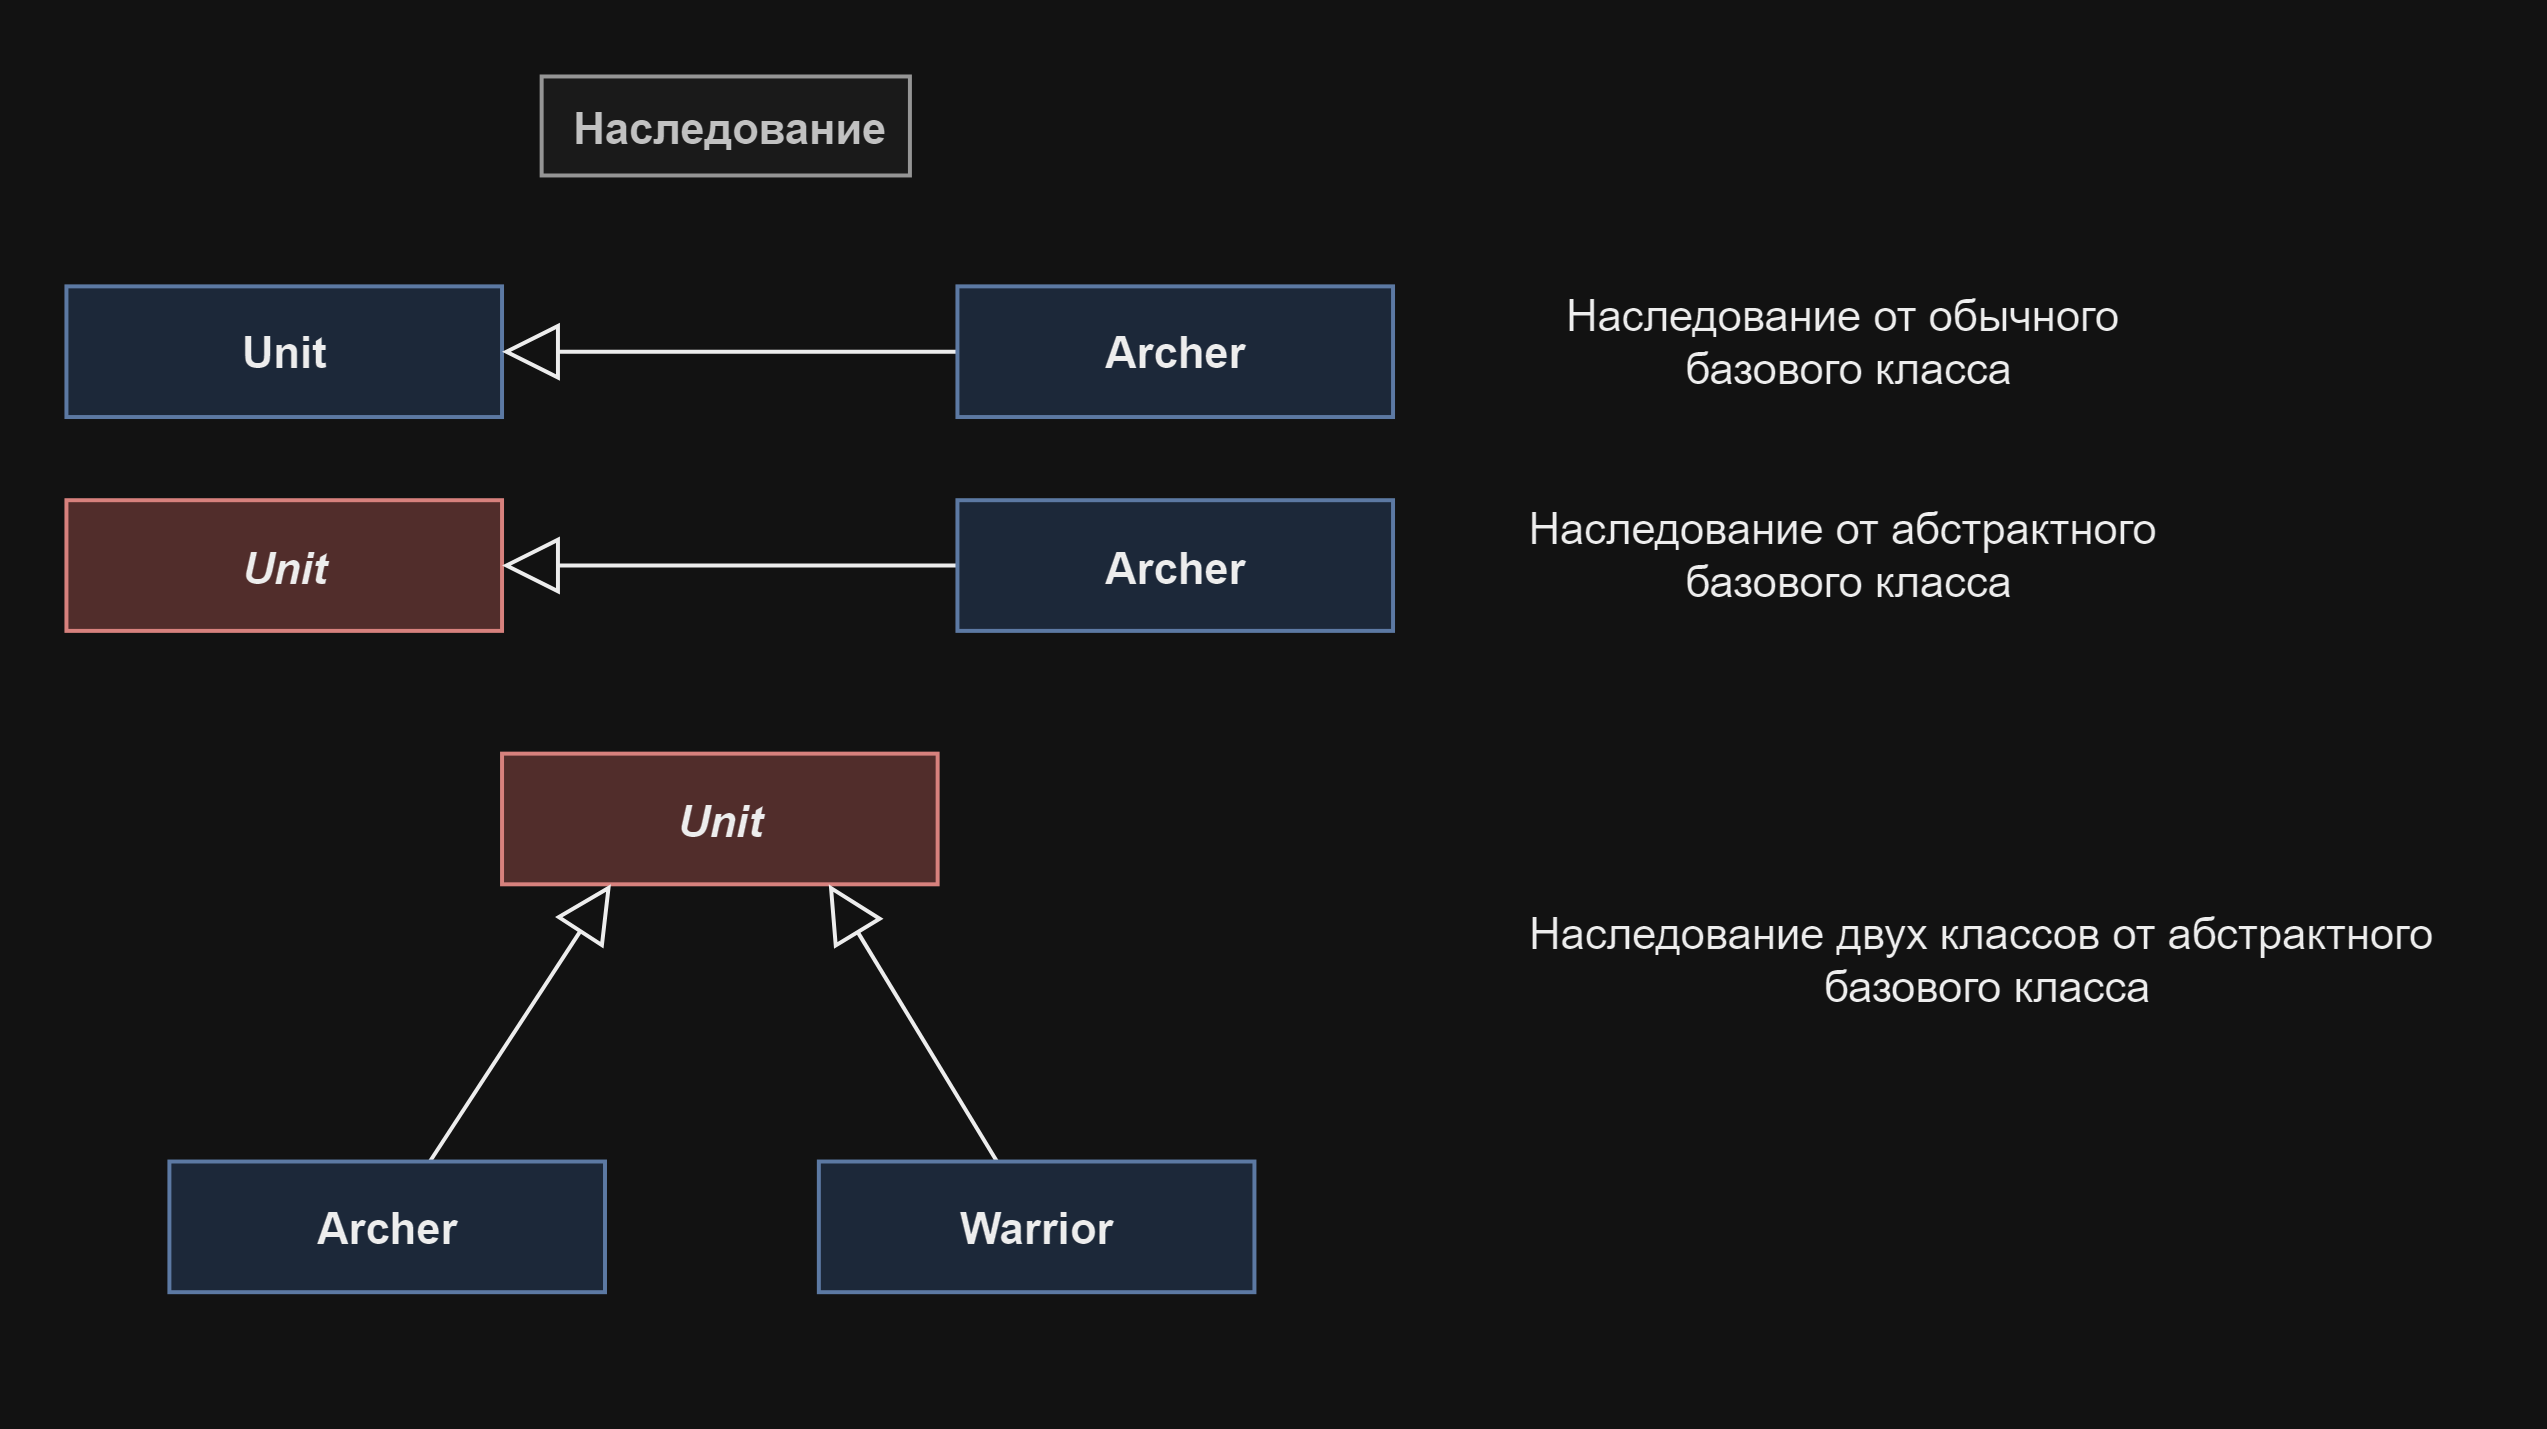 Наследование
Unit
Archer
Наследование от обычного
базового класса
Unit
Archer
Наследование от абстрактного
базового класса
Unit
Наследование двух классов от абстрактного
базового класса
Archer
Warrior